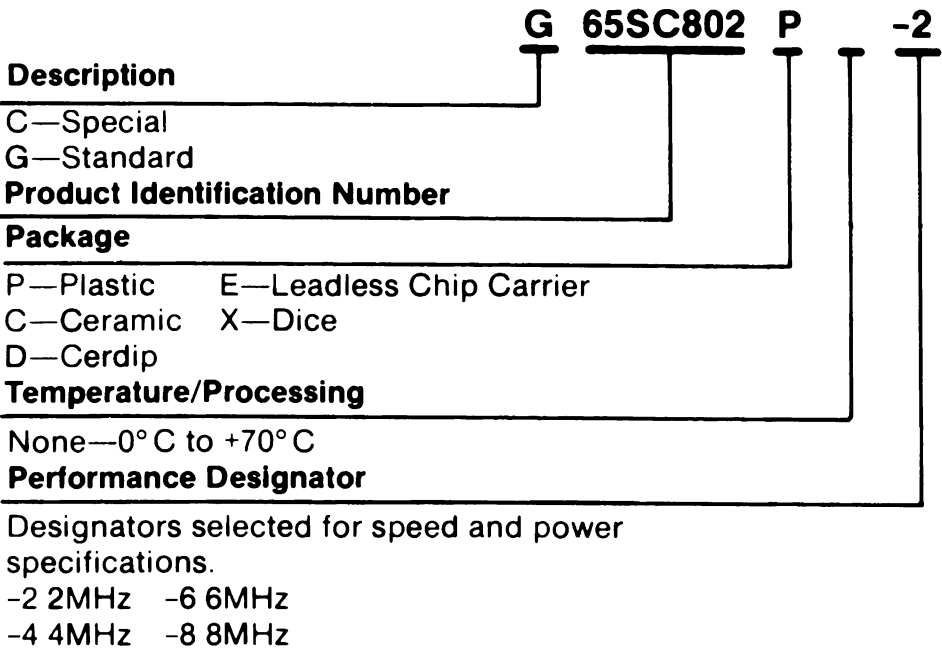 G 65SC802 P -2
Description
C—Special
G—Standard
Product Identification Number
Package
P—Plastic E—Leadless Chip Carrier
C—Ceramic X—Dice
D—Cerdip
Temperature/Processing
None—0°C to +70°C
Performance Designator
Designators selected for speed and power
specifications.
-2 2MHz -6 6MHz
-4 4MHz -8 8MHz